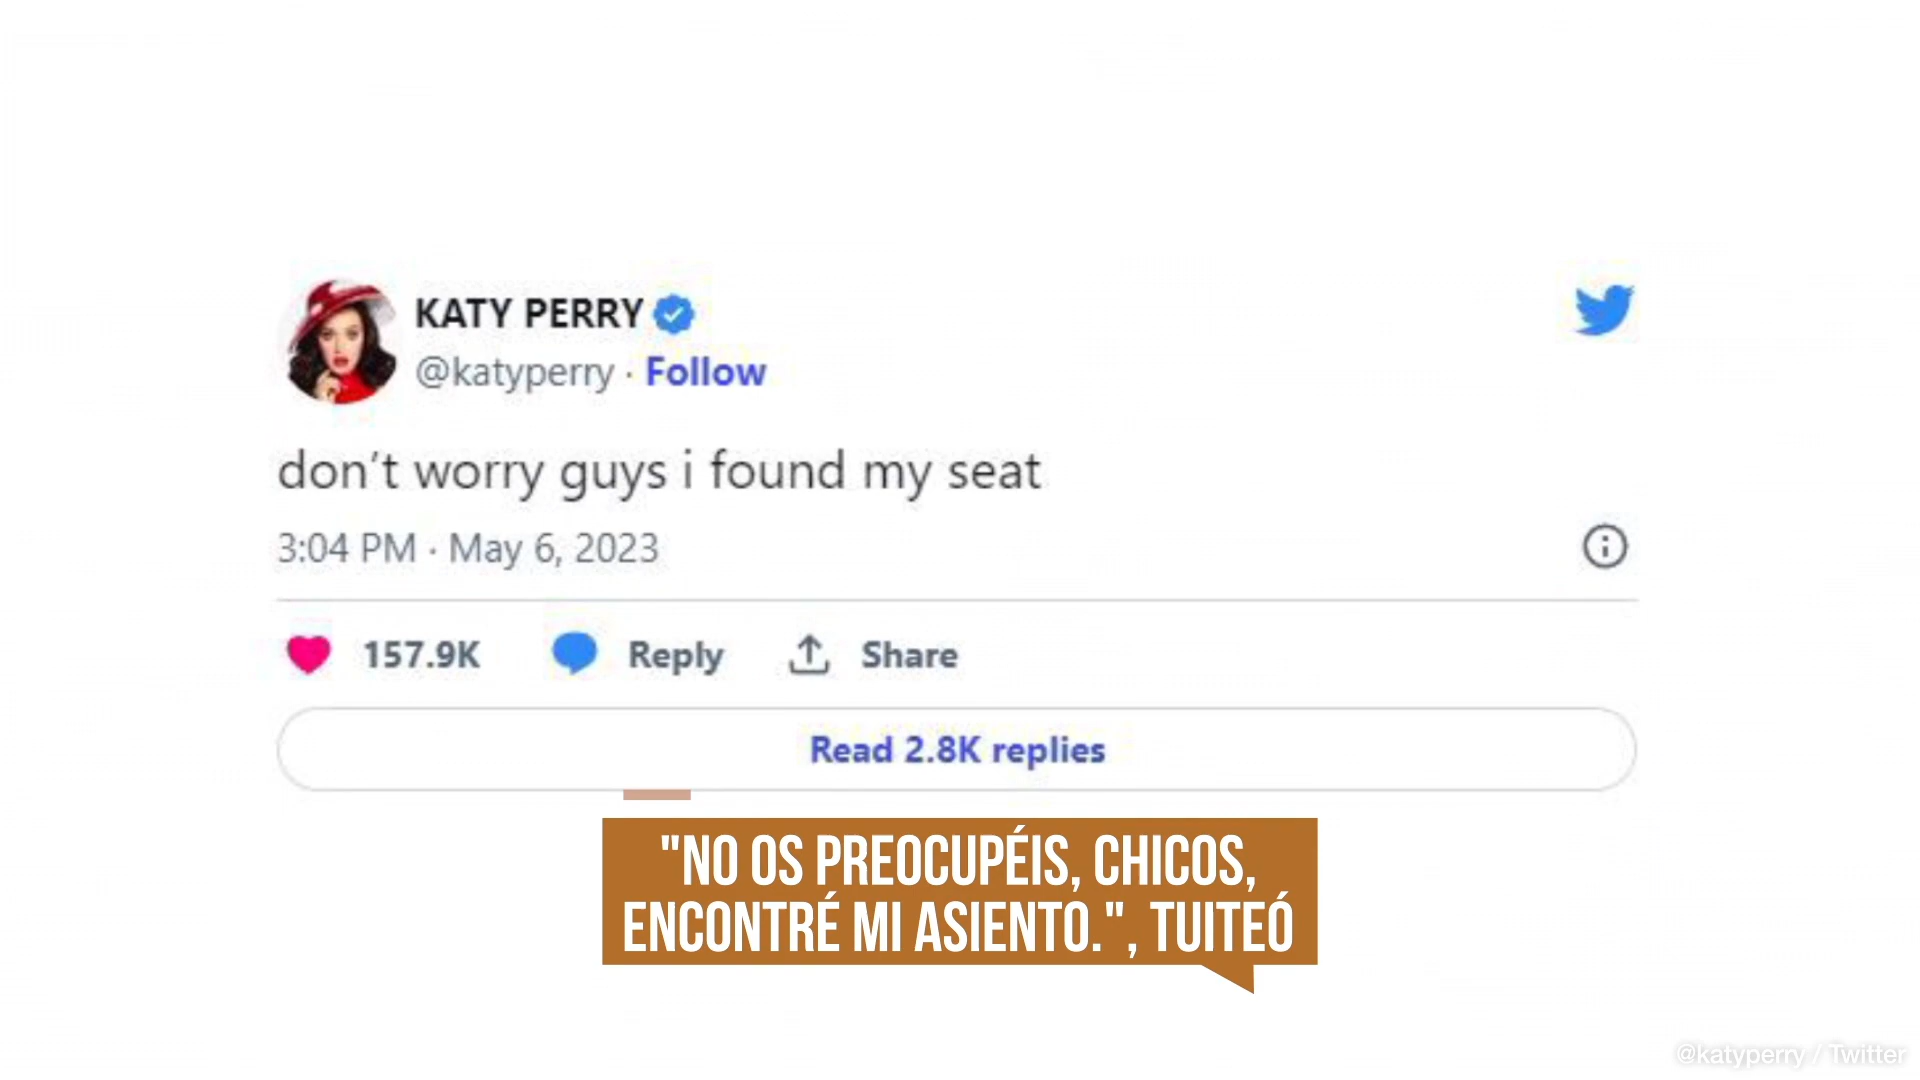 KATY PERRY
@katyperry · Follow
don’t worry guys i found my seat
3:04 PM · May 6, 2023
157.9K Reply Share
Read 2.8K replies
"NO OS PREOCUPÉIS, CHICOS,
ENCONTRÉ MI ASIENTO.", TUITEÓ
@katyperry / Twitter